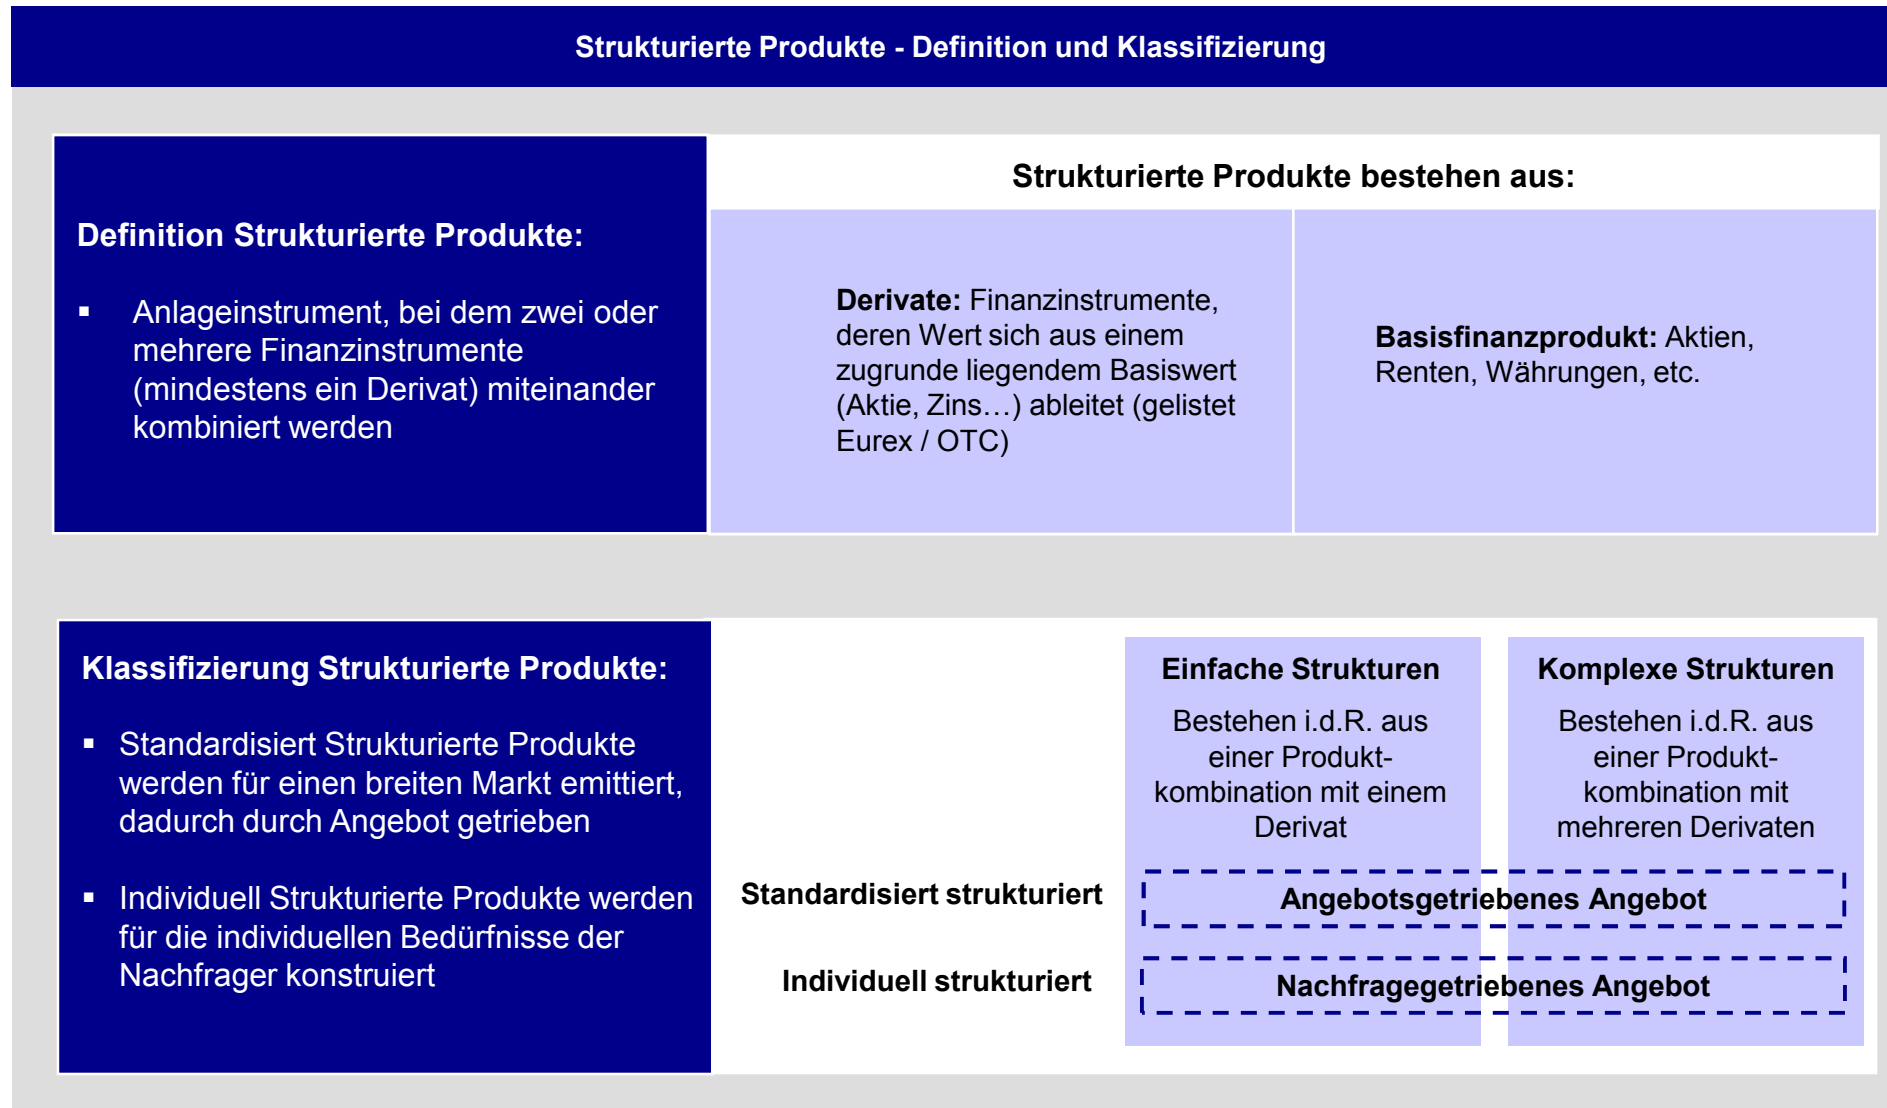 Strukturierte Produkte - Definition und Klassifizierung
Definition Strukturierte Produkte:
▪ Anlageinstrument, bei dem zwei oder
mehrere Finanzinstrumente
(mindestens ein Derivat) miteinander
kombiniert werden
Strukturierte Produkte bestehen aus:
Derivate: Finanzinstrumente,
deren Wert sich aus einem
zugrunde liegendem Basiswert
(Aktie, Zins…) ableitet (gelistet
Eurex / OTC)
Basisfinanzprodukt: Aktien,
Renten, Währungen, etc.
Klassifizierung Strukturierte Produkte:
▪ Standardisiert Strukturierte Produkte
werden für einen breiten Markt emittiert,
dadurch durch Angebot getrieben
▪ Individuell Strukturierte Produkte werden
für die individuellen Bedürfnisse der
Nachfrager konstruiert
Einfache Strukturen
Bestehen i.d.R. aus
einer Produkt-
kombination mit einem
Derivat
Komplexe Strukturen
Bestehen i.d.R. aus
einer Produkt-
kombination mit
mehreren Derivaten
Standardisiert strukturiert
Angebotsgetriebenes Angebot
Individuell strukturiert
Nachfragegetriebenes Angebot